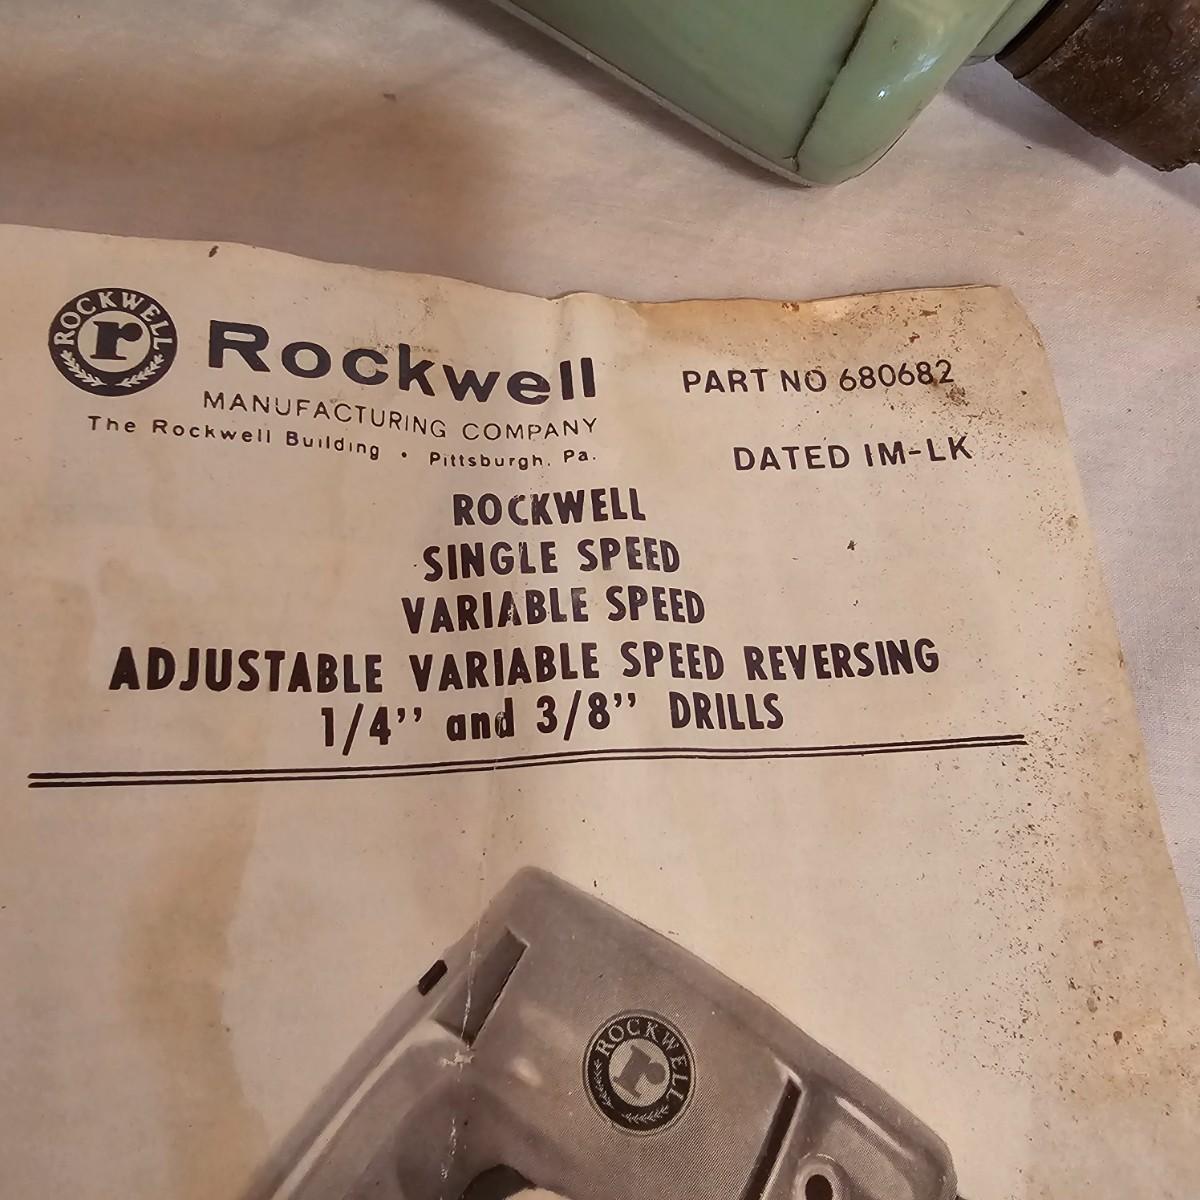 ROCKWELL
r
Rockwell
MANUFACTURING COMPANY
The Rockwell Building • Pittsburgh, Pa.
PART NO 680682
DATED IM-LK
ROCKWELL
SINGLE SPEED
VARIABLE SPEED
ADJUSTABLE VARIABLE SPEED REVERSING
1/4’’ and 3/8’’ DRILLS
ROCKWELL
r